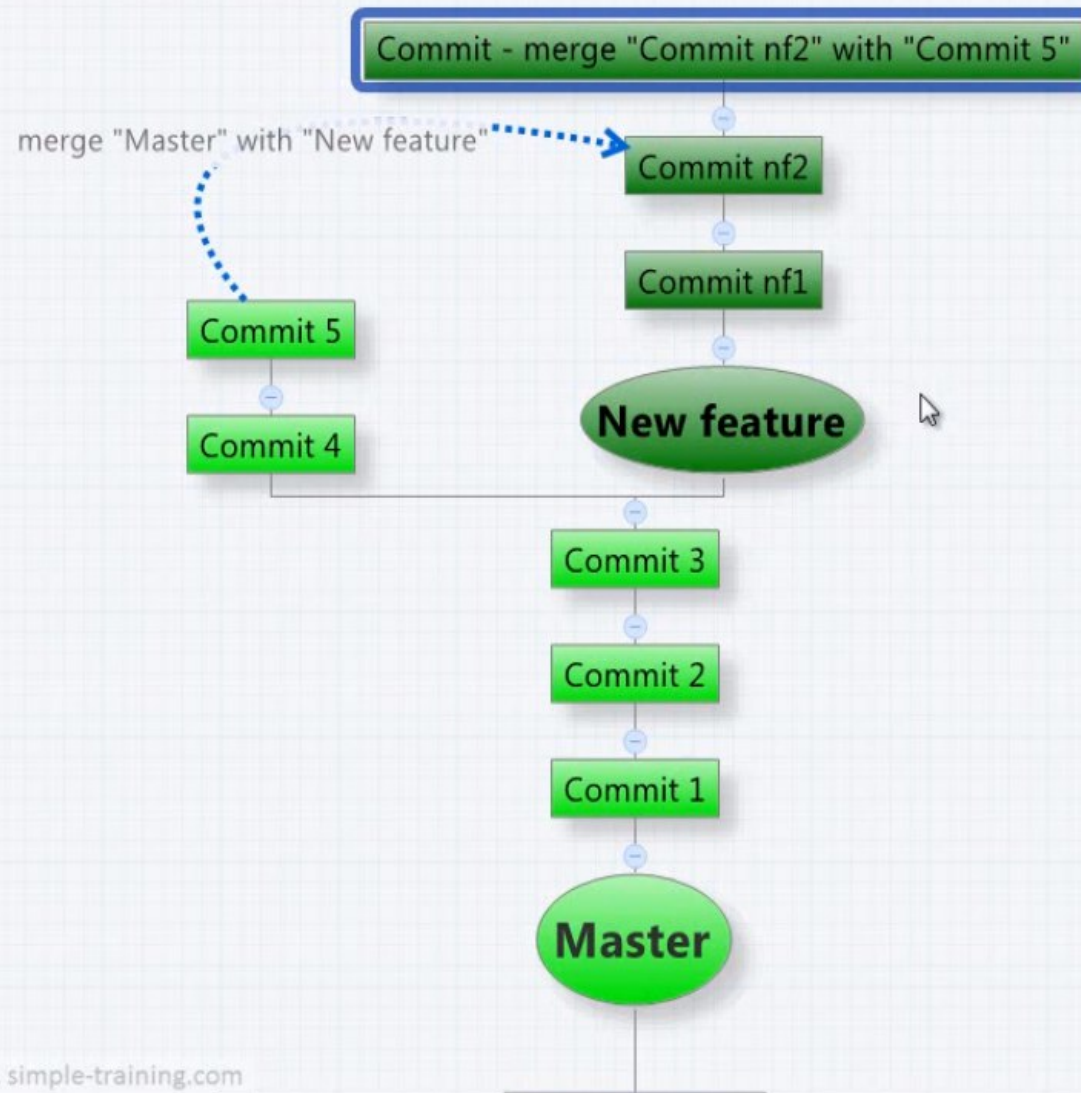 Commit - merge "Commit nf2" with "Commit 5"
merge "Master" with "New feature"
Commit nf2
Commit nf1
Commit 5
New feature
Commit 4
Commit 3
Commit 2
Commit 1
Master
simple-training.com